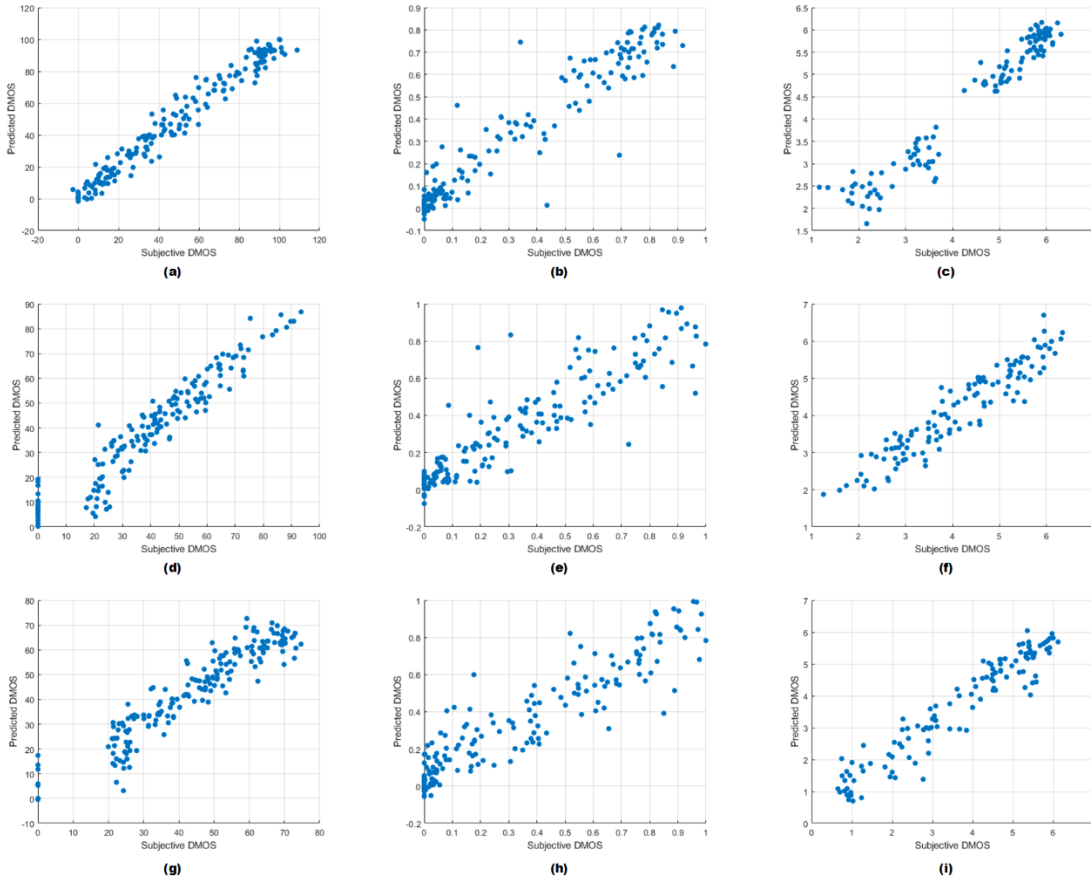 120
100
80
60
40
20
0
-20
-20 0 20 40 60 80 100 120
Predicted DMOS
Subjective DMOS
(a)
0.9
0.8
0.7
0.6
0.5
0.4
0.3
0.2
0.1
0
-0.1
0 0.1 0.2 0.3 0.4 0.5 0.6 0.7 0.8 0.9 1
Predicted DMOS
Subjective DMOS
(b)
6.5
6
5.5
5
4.5
4
3.5
3
2.5
2
1.5
1 2 3 4 5 6
Predicted DMOS
Subjective DMOS
(c)
90
80
70
60
50
40
30
20
10
0
0 10 20 30 40 50 60 70 80 90 100
Predicted DMOS
Subjective DMOS
(d)
1
0.8
0.6
0.4
0.2
0
-0.2
0 0.1 0.2 0.3 0.4 0.5 0.6 0.7 0.8 0.9 1
Predicted DMOS
Subjective DMOS
(e)
7
6
5
4
3
2
1
1 2 3 4 5 6
Predicted DMOS
Subjective DMOS
(f)
80
70
60
50
40
30
20
10
0
-10
0 10 20 30 40 50 60 70 80
Predicted DMOS
Subjective DMOS
(g)
1
0.8
0.6
0.4
0.2
0
-0.2
0 0.1 0.2 0.3 0.4 0.5 0.6 0.7 0.8 0.9 1
Predicted DMOS
Subjective DMOS
(h)
7
6
5
4
3
2
1
0
0 1 2 3 4 5 6
Predicted DMOS
Subjective DMOS
(i)